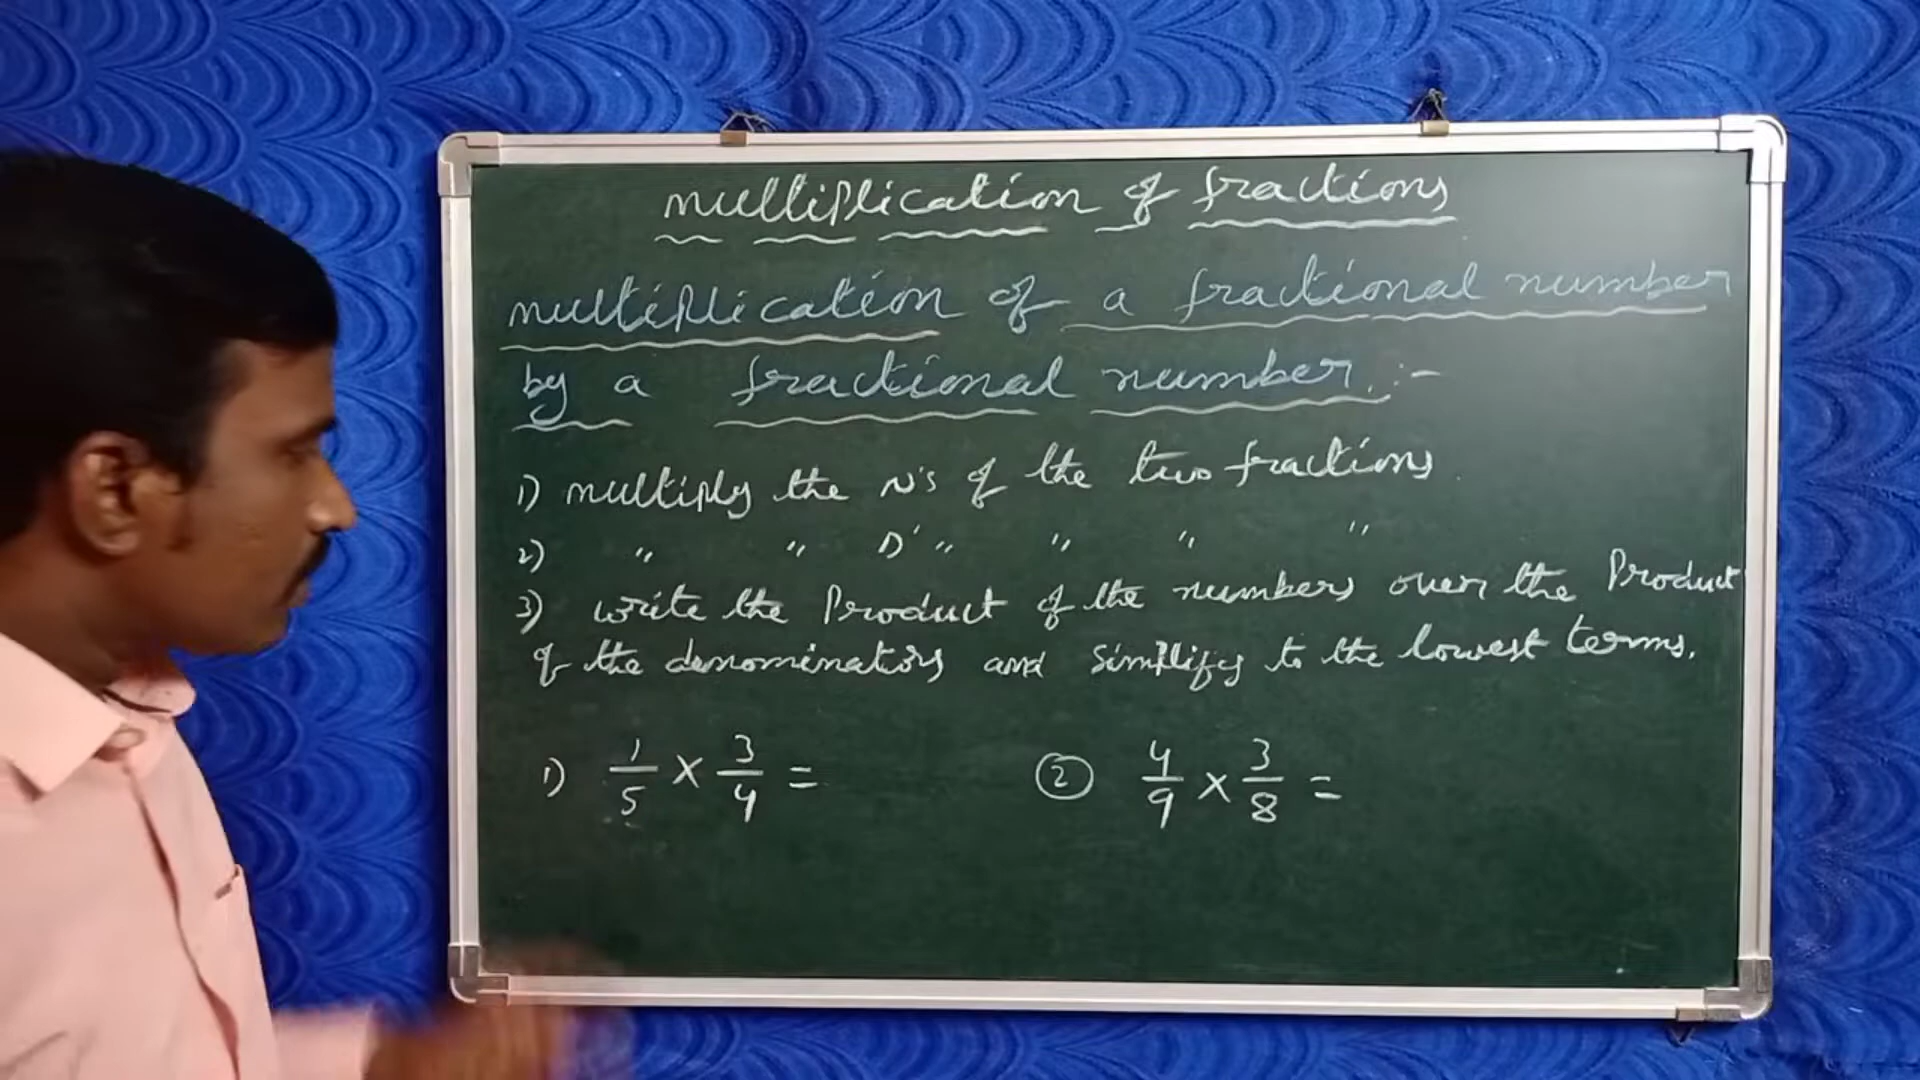 multiplication of fractions
multiplication of a fractional number
by a fractional number :-
1) multiply the N's of the two fractions
2) " " D' " " " "
3) write the Product of the numbers over the Product
of the denominators and simplify to the lowest terms.
1) 1/5 × 3/4 = ② 4/9 × 3/8 =